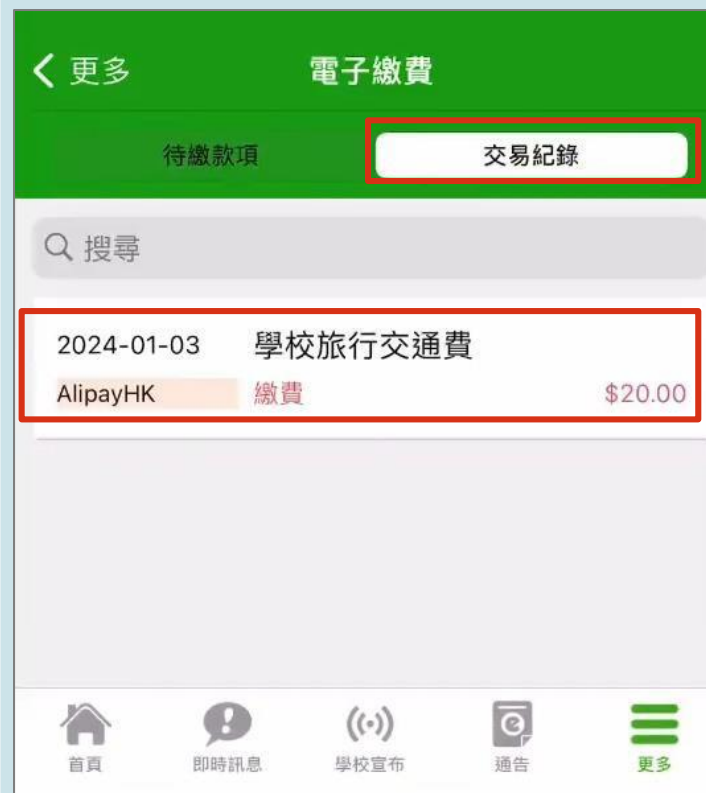 更多 電子繳費
待繳款項 交易紀錄
搜尋
2024-01-03 學校旅行交通費
AlipayHK 繳費 $20.00
首頁 即時訊息 學校宣布 通告 更多